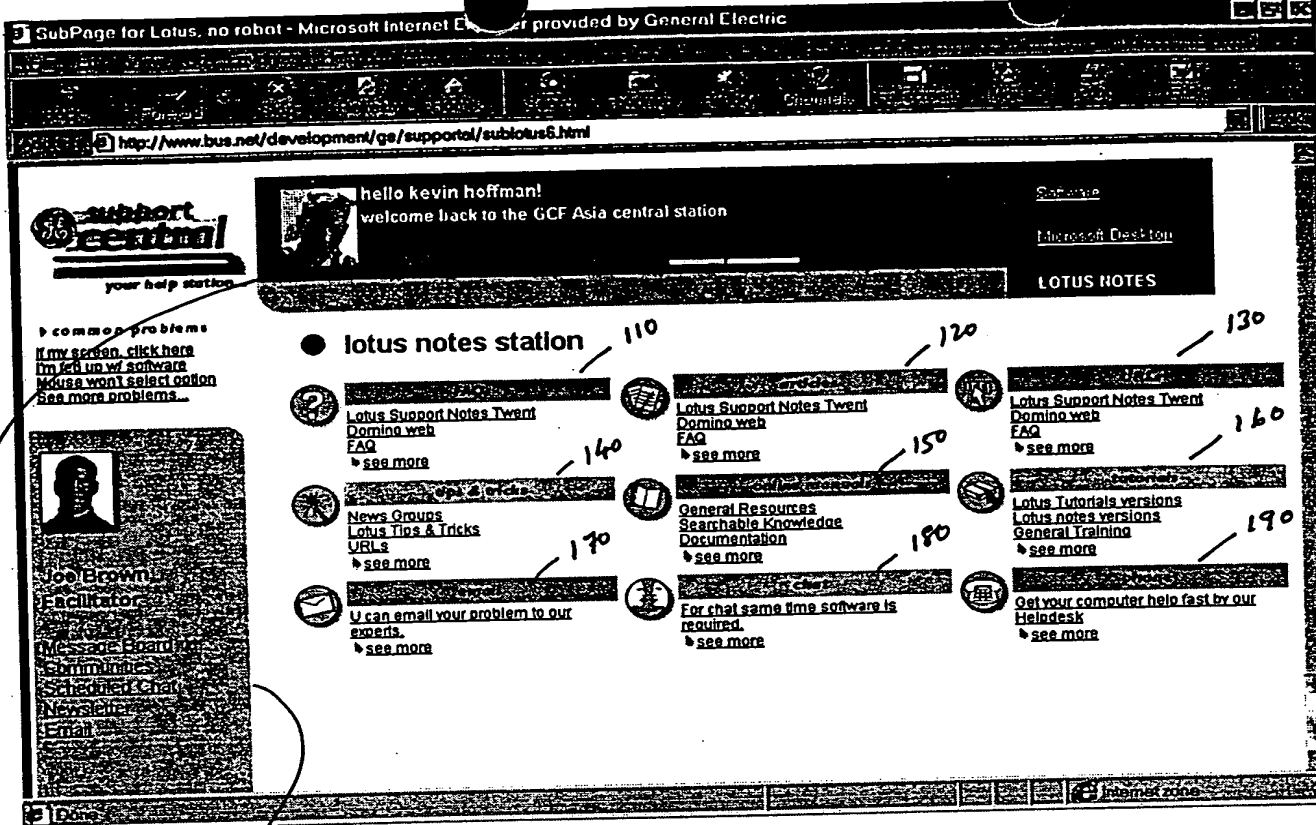 SubPage for Lotus, no robot - Microsoft Internet er provided by General Electric
Forward
Channels
http://www.bus.net/development/gs/supportal/sublotus6.html
support
central
your help station
hello kevin hoffman!
welcome back to the GCF Asia central station
Software
Microsoft Desktop
LOTUS NOTES
common problems
If my screen, click here
I'm fed up w/ software
Mouse won't select option
See more problems...
lotus notes station
110
120
130
articles
Lotus Support Notes Twent
Domino web
FAQ
see more
Lotus Support Notes Twent
Domino web
FAQ
see more
Lotus Support Notes Twent
Domino web
FAQ
see more
140
150
160
tips & tricks
online manual
tutorials
News Groups
Lotus Tips & Tricks
URLs
see more
General Resources
Searchable Knowledge
Documentation
see more
Lotus Tutorials versions
Lotus notes versions
General Training
see more
170
180
190
chat
U can email your problem to our
experts.
see more
For chat same time software is
required.
see more
Get your computer help fast by our
Helpdesk
see more
Joe Brown
Facilitator
Message Board
Communities
Scheduled Chat
Newsletter
Email
Done
Internet zone